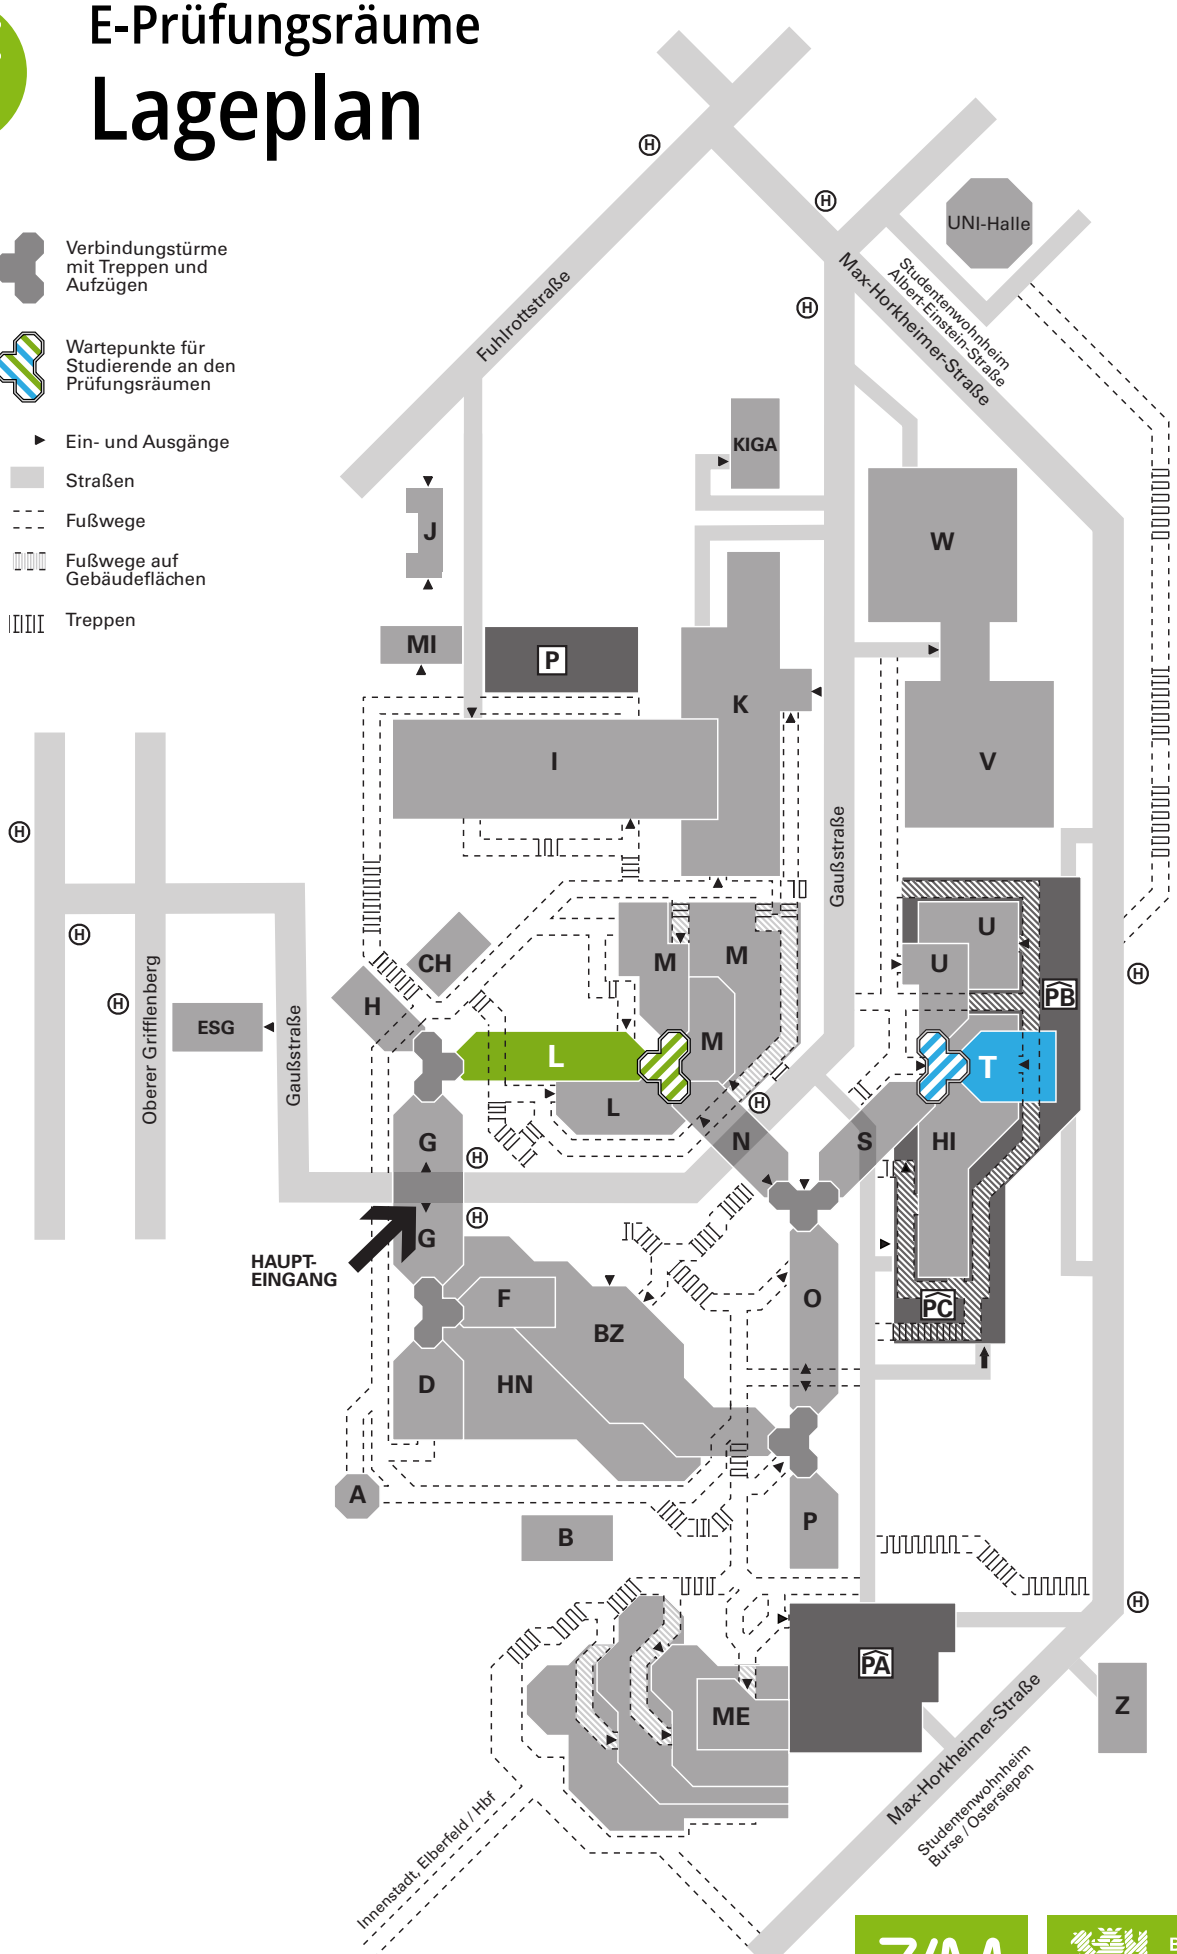 E-Prüfungsräume
Lageplan
Verbindungstürme
mit Treppen und
Aufzügen
Wartepunkte für
Studierende an den
Prüfungsräumen
Ein- und Ausgänge
Straßen
Fußwege
Fußwege auf
Gebäudeflächen
Treppen
H
H
H
UNI-Halle
Fuhlrottstraße
Max-Horkheimer-Straße
Studentenwohnheim
Albert-Einstein-Straße
KIGA
J
W
MI
P
K
I
V
H
H
H
Oberer Grifflenberg
Gaußstraße
Gaußstraße
ESG
CH
H
M
M
M
U
U
PB
H
L
L
T
H
N
S
HI
G
H
G
H
HAUPT-
EINGANG
F
BZ
O
PC
D
HN
A
B
P
H
PA
ME
Z
Max-Horkheimer-Straße
Studentenwohnheim
Burse / Ostersiepen
Innenstadt, Elberfeld / Hbf